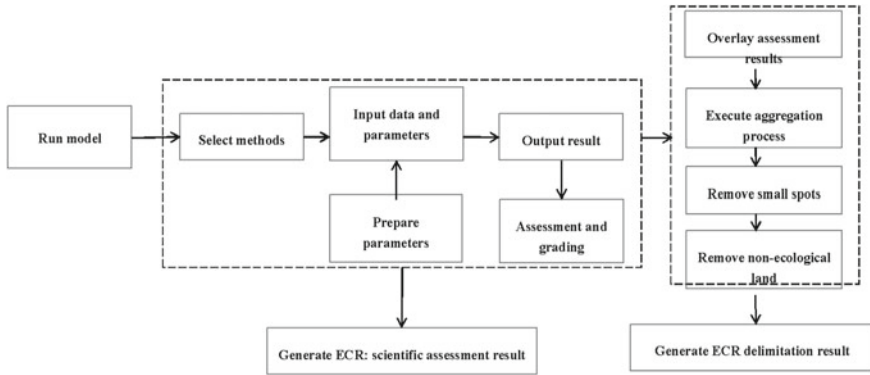 Run model
Select methods
Input data and
parameters
Prepare
parameters
Output result
Assessment and
grading
Generate ECR: scientific assessment result
Overlay assessment
results
Execute aggregation
process
Remove small spots
Remove non-ecological
land
Generate ECR delimitation result